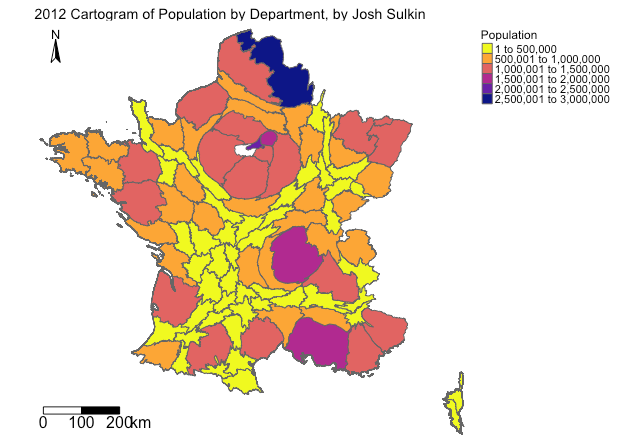 2012 Cartogram of Population by Department, by Josh Sulkin
N
Population
1 to 500,000
500,001 to 1,000,000
1,000,001 to 1,500,000
1,500,001 to 2,000,000
2,000,001 to 2,500,000
2,500,001 to 3,000,000
0 100 200km